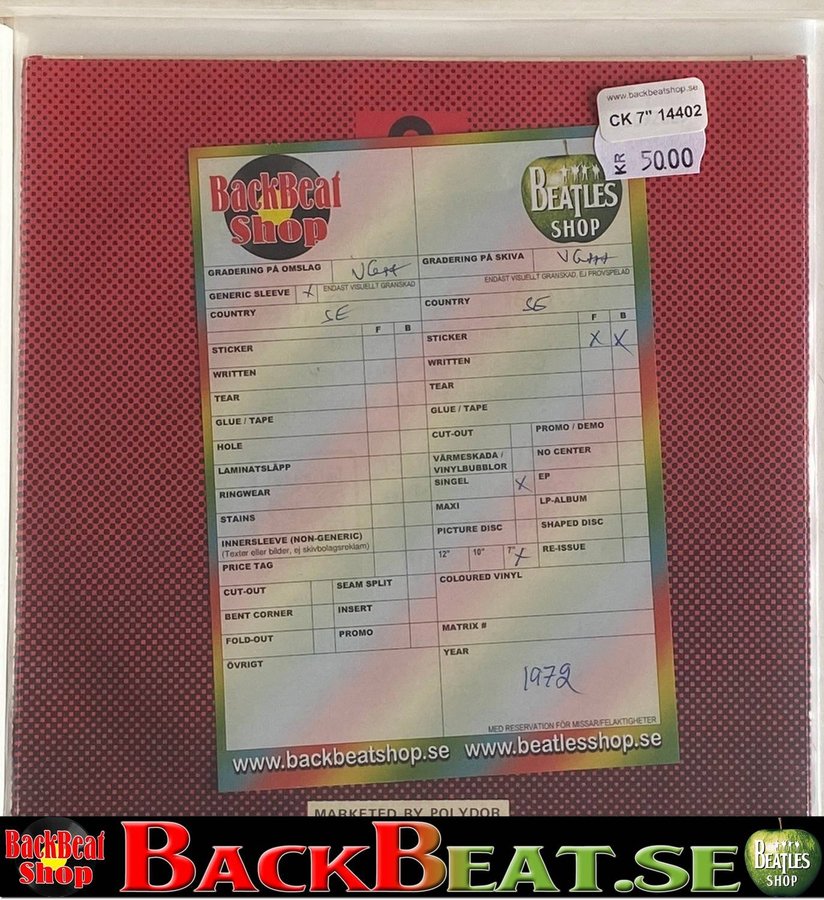 www.backbeatshop.se
CK 7" 14402
KR 50.00
BackBeat
Shop
BEATLES
SHOP
GRADERING PÅ OMSLAG VG++
GENERIC SLEEVE X ENDAST VISUELLT GRANSKAD
COUNTRY SE
F B
STICKER
WRITTEN
TEAR
GLUE / TAPE
HOLE
LAMINATSLÄPP
RINGWEAR
STAINS
INNERSLEEVE (NON-GENERIC)
(Texter eller bilder, ej skivbolagsreklam)
PRICE TAG
CUT-OUT SEAM SPLIT
BENT CORNER INSERT
FOLD-OUT PROMO
ÖVRIGT
GRADERING PÅ SKIVA VG++
ENDAST VISUELLT GRANSKAD, EJ PROVSPELAD
COUNTRY SE
F B
STICKER X X
WRITTEN
TEAR
GLUE / TAPE
CUT-OUT PROMO / DEMO
VÄRMESKADA /
VINYLBUBBLOR NO CENTER
SINGEL X EP
MAXI LP-ALBUM
PICTURE DISC SHAPED DISC
12" 10" 7" X RE-ISSUE
COLOURED VINYL
MATRIX #
YEAR
1972
MED RESERVATION FÖR MISSAR/FELAKTIGHETER
www.backbeatshop.se www.beatlesshop.se
MARKETED BY POLYDOR
BackBeat
Shop
BACKBEAT.SE
BEATLES
SHOP